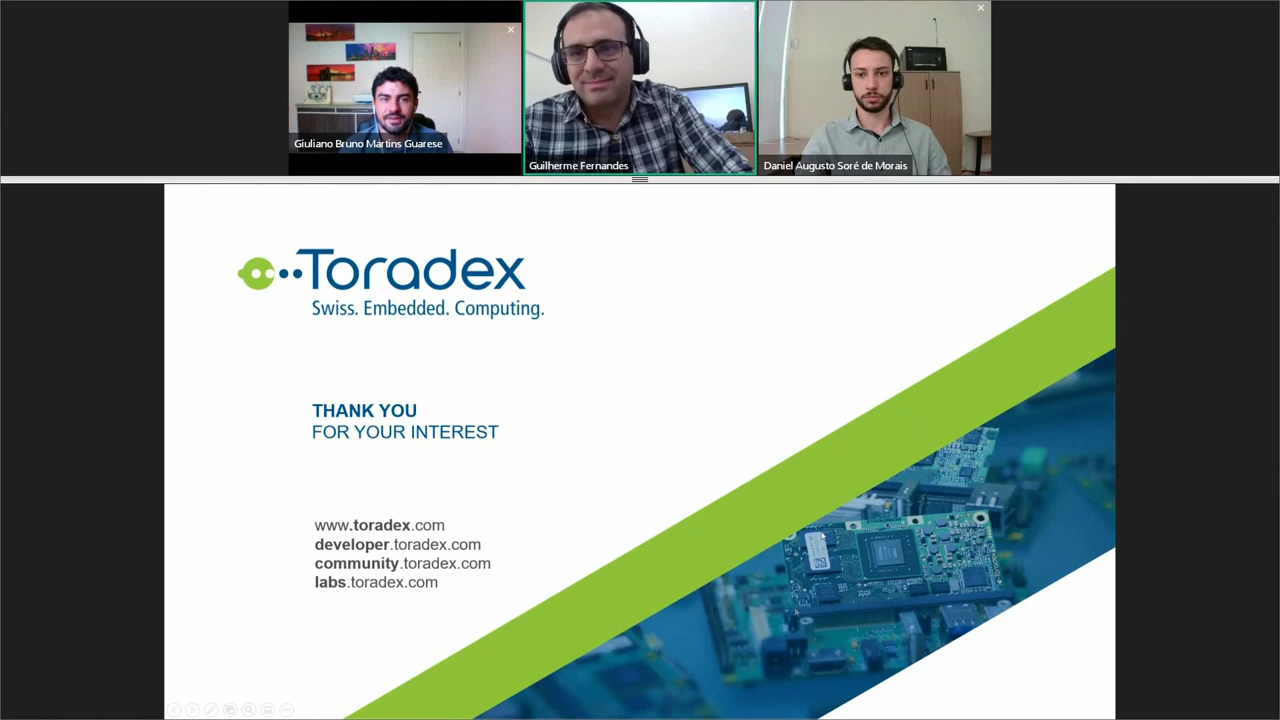 Giuliano Bruno Martins Guarese
Guilherme Fernandes
Daniel Augusto Soré de Morais
Toradex
Swiss. Embedded. Computing.
THANK YOU
FOR YOUR INTEREST
www.toradex.com
developer.toradex.com
community.toradex.com
labs.toradex.com